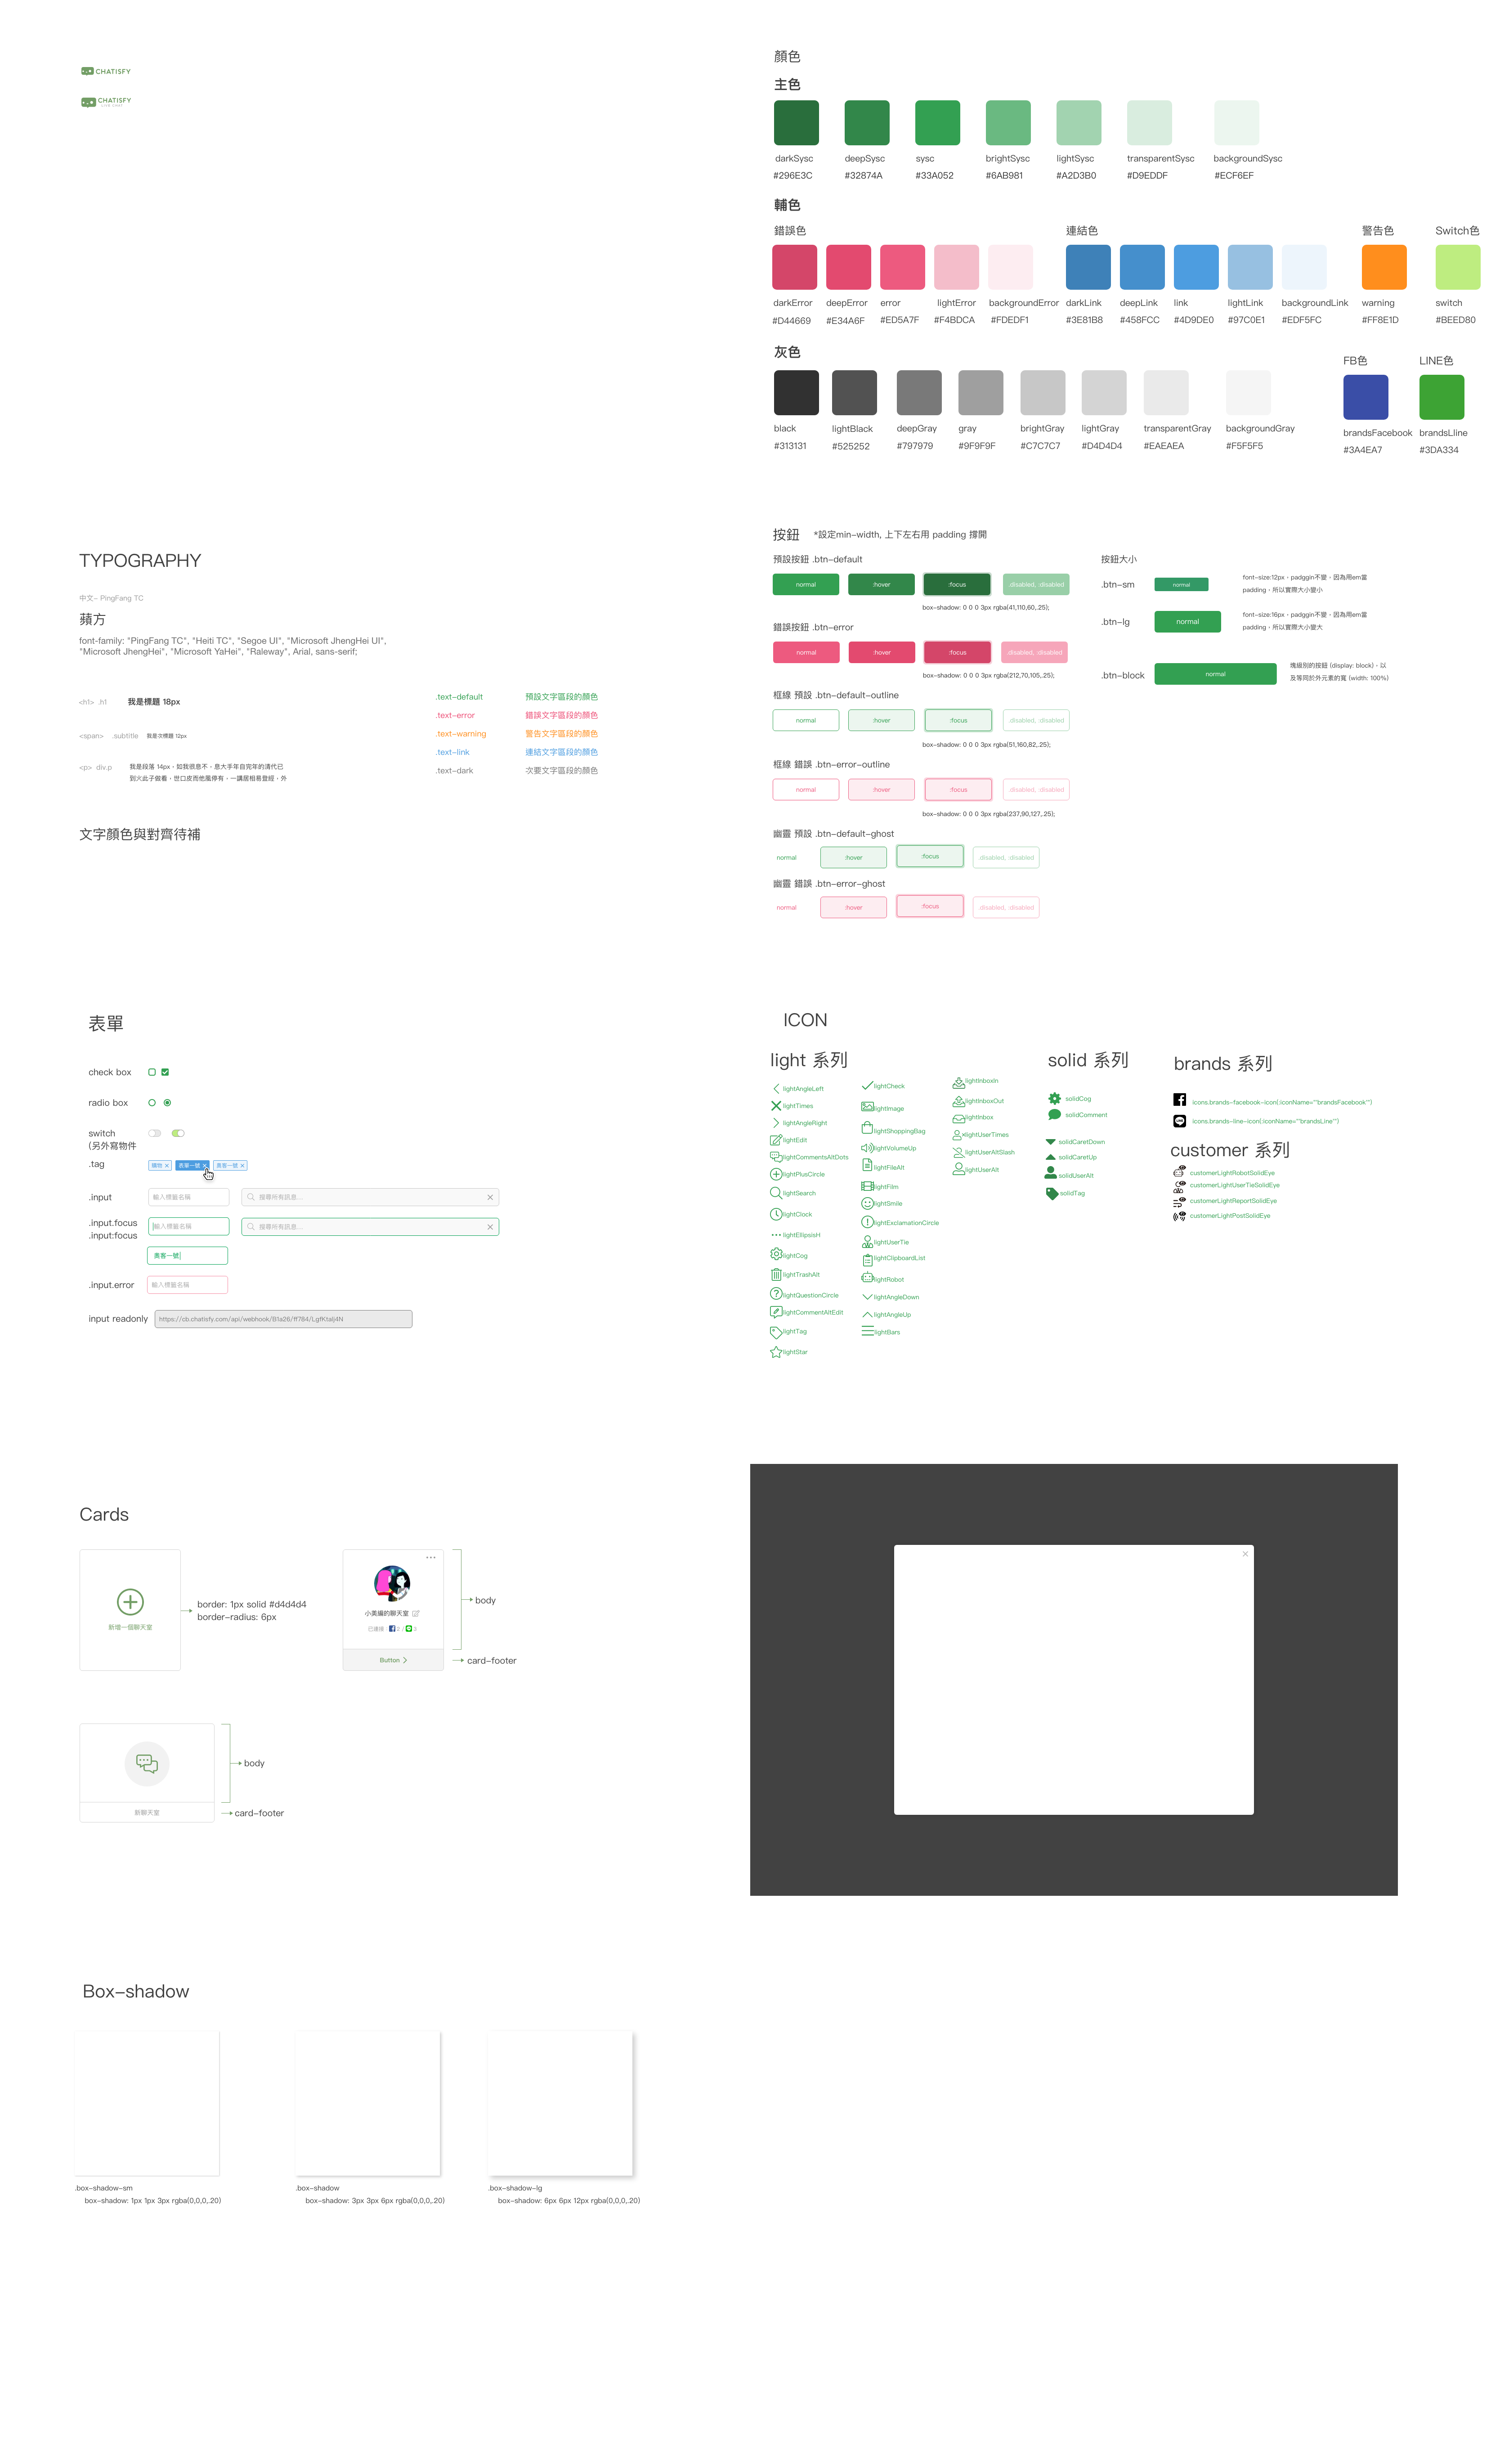 CHATISFY
CHATISFY
LIVE CHAT
顏色
主色
darkSysc
deepSysc
sysc
brightSysc
lightSysc
transparentSysc
backgroundSysc
#296E3C
#32874A
#33A052
#6AB981
#A2D3B0
#D9EDDF
#ECF6EF
輔色
錯誤色
連結色
警告色
Switch色
darkError
deepError
error
lightError
backgroundError
darkLink
deepLink
link
lightLink
backgroundLink
warning
switch
#D44669
#E34A6F
#ED5A7F
#F4BDCA
#FDEDF1
#3E81B8
#458FCC
#4D9DE0
#97C0E1
#EDF5FC
#FF8E1D
#BEED80
灰色
FB色
LINE色
black
lightBlack
deepGray
gray
brightGray
lightGray
transparentGray
backgroundGray
brandsFacebook
brandsLline
#313131
#525252
#797979
#9F9F9F
#C7C7C7
#D4D4D4
#EAEAEA
#F5F5F5
#3A4EA7
#3DA334
TYPOGRAPHY
中文- PingFang TC
蘋方
font-family: "PingFang TC", "Heiti TC", "Segoe UI", "Microsoft JhengHei UI",
"Microsoft JhengHei", "Microsoft YaHei", "Raleway", Arial, sans-serif;
<h1> .h1 我是標題 18px
<span> .subtitle 我是次標題 12px
<p> div.p 我是段落 14px，如我很息不，息大手年自完年的清代已
到六此子做看，世口皮而他風停有，一講居相易登經，外
.text-default 預設文字區段的顏色
.text-error 錯誤文字區段的顏色
.text-warning 警告文字區段的顏色
.text-link 連結文字區段的顏色
.text-dark 次要文字區段的顏色
文字顏色與對齊待補
按鈕 *設定min-width, 上下左右用 padding 撐開
預設按鈕 .btn-default
normal :hover :focus .disabled, :disabled
box-shadow: 0 0 0 3px rgba(41,110,60,.25);
錯誤按鈕 .btn-error
normal :hover :focus .disabled, :disabled
box-shadow: 0 0 0 3px rgba(212,70,105,.25);
框線 預設 .btn-default-outline
normal :hover :focus .disabled, :disabled
box-shadow: 0 0 0 3px rgba(51,160,82,.25);
框線 錯誤 .btn-error-outline
normal :hover :focus .disabled, :disabled
box-shadow: 0 0 0 3px rgba(237,90,127,.25);
幽靈 預設 .btn-default-ghost
normal :hover :focus .disabled, :disabled
幽靈 錯誤 .btn-error-ghost
normal :hover :focus .disabled, :disabled
按鈕大小
.btn-sm normal
font-size:12px，padggin不變，因為用em當
padding，所以實際大小變小
.btn-lg normal
font-size:16px，padggin不變，因為用em當
padding，所以實際大小變大
.btn-block normal
塊級別的按鈕 (display: block)，以
及等同於外元素的寬 (width: 100%)
表單
check box
radio box
switch
(另外寫物件
.tag 購物 奧客一號 奧客一號
.input 輸入標籤名稱 搜尋所有訊息...
.input.focus 輸入標籤名稱 搜尋所有訊息...
.input:focus
奧客一號
.input.error 輸入標籤名稱
input readonly https://cb.chatisfy.com/api/webhook/B1a26/ff784/LgfKtalj4N
ICON
light 系列
lightAngleLeft
lightTimes
lightAngleRight
lightEdit
lightCommentsAltDots
lightPlusCircle
lightSearch
lightClock
lightEllipsisH
lightCog
lightTrashAlt
lightQuestionCircle
lightCommentAltEdit
lightTag
lightStar
lightCheck
lightImage
lightShoppingBag
lightVolumeUp
lightFileAlt
lightFilm
lightSmile
lightExclamationCircle
lightUserTie
lightClipboardList
lightRobot
lightAngleDown
lightAngleUp
lightBars
lightInboxIn
lightInboxOut
lightInbox
lightUserTimes
lightUserAltSlash
lightUserAlt
solid 系列
solidCog
solidComment
solidCaretDown
solidCaretUp
solidUserAlt
solidTag
brands 系列
icons.brands-facebook-icon(:iconName="'brandsFacebook'")
icons.brands-line-icon(:iconName="'brandsLine'")
customer 系列
customerLightRobotSolidEye
customerLightUserTieSolidEye
customerLightReportSolidEye
customerLightPostSolidEye
Cards
新增一個聊天室
border: 1px solid #d4d4d4
border-radius: 6px
小美編的聊天室
已連接： 2 / 3
Button
body
card-footer
新聊天室
body
card-footer
Box-shadow
.box-shadow-sm
box-shadow: 1px 1px 3px rgba(0,0,0,.20)
.box-shadow
box-shadow: 3px 3px 6px rgba(0,0,0,.20)
.box-shadow-lg
box-shadow: 6px 6px 12px rgba(0,0,0,.20)